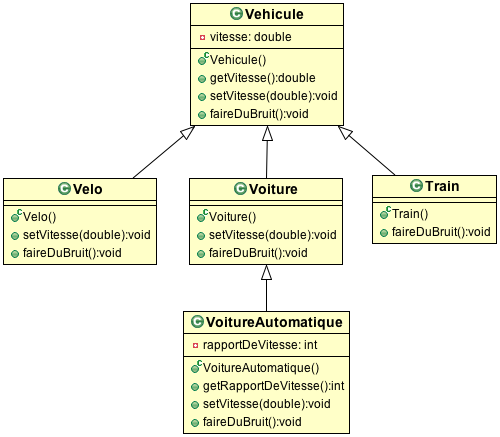 Vehicule
vitesse: double
Vehicule()
getVitesse():double
setVitesse(double):void
faireDuBruit():void
Velo
Velo()
setVitesse(double):void
faireDuBruit():void
Voiture
Voiture()
setVitesse(double):void
faireDuBruit():void
Train
Train()
faireDuBruit():void
VoitureAutomatique
rapportDeVitesse: int
VoitureAutomatique()
getRapportDeVitesse():int
setVitesse(double):void
faireDuBruit():void